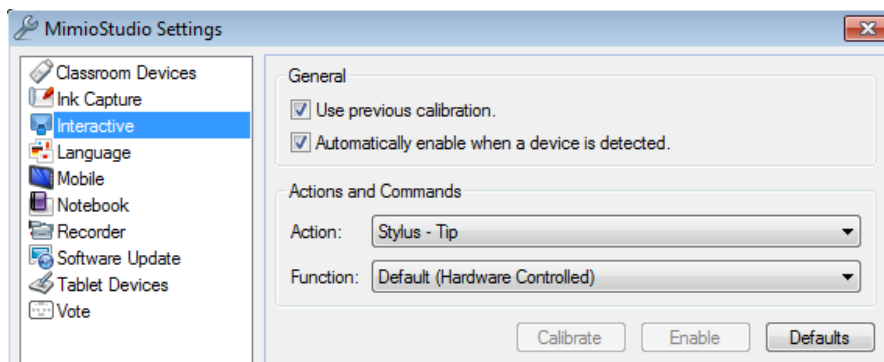 MimioStudio Settings
Classroom Devices
Ink Capture
Interactive
Language
Mobile
Notebook
Recorder
Software Update
Tablet Devices
Vote
General
Use previous calibration.
Automatically enable when a device is detected.
Actions and Commands
Action: Stylus - Tip
Function: Default (Hardware Controlled)
Calibrate Enable Defaults